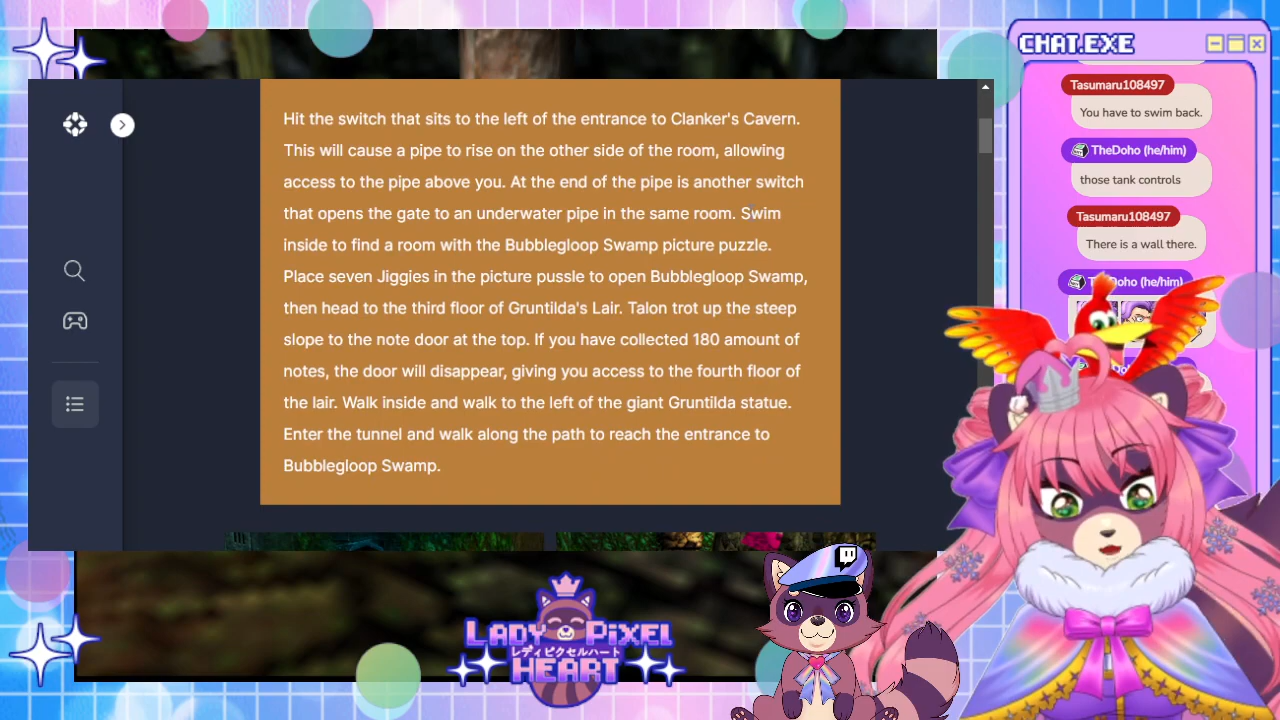 CHAT.EXE
Tasumaru108497
You have to swim back.
TheDoho (he/him)
those tank controls
Tasumaru108497
There is a wall there.
Doho (he/him)
Hit the switch that sits to the left of the entrance to Clanker's Cavern.
This will cause a pipe to rise on the other side of the room, allowing
access to the pipe above you. At the end of the pipe is another switch
that opens the gate to an underwater pipe in the same room. Swim
inside to find a room with the Bubblegloop Swamp picture puzzle.
Place seven Jiggies in the picture pussle to open Bubblegloop Swamp,
then head to the third floor of Gruntilda's Lair. Talon trot up the steep
slope to the note door at the top. If you have collected 180 amount of
notes, the door will disappear, giving you access to the fourth floor of
the lair. Walk inside and walk to the left of the giant Gruntilda statue.
Enter the tunnel and walk along the path to reach the entrance to
Bubblegloop Swamp.
LADY PIXEL
レディピクセルハート
HEART